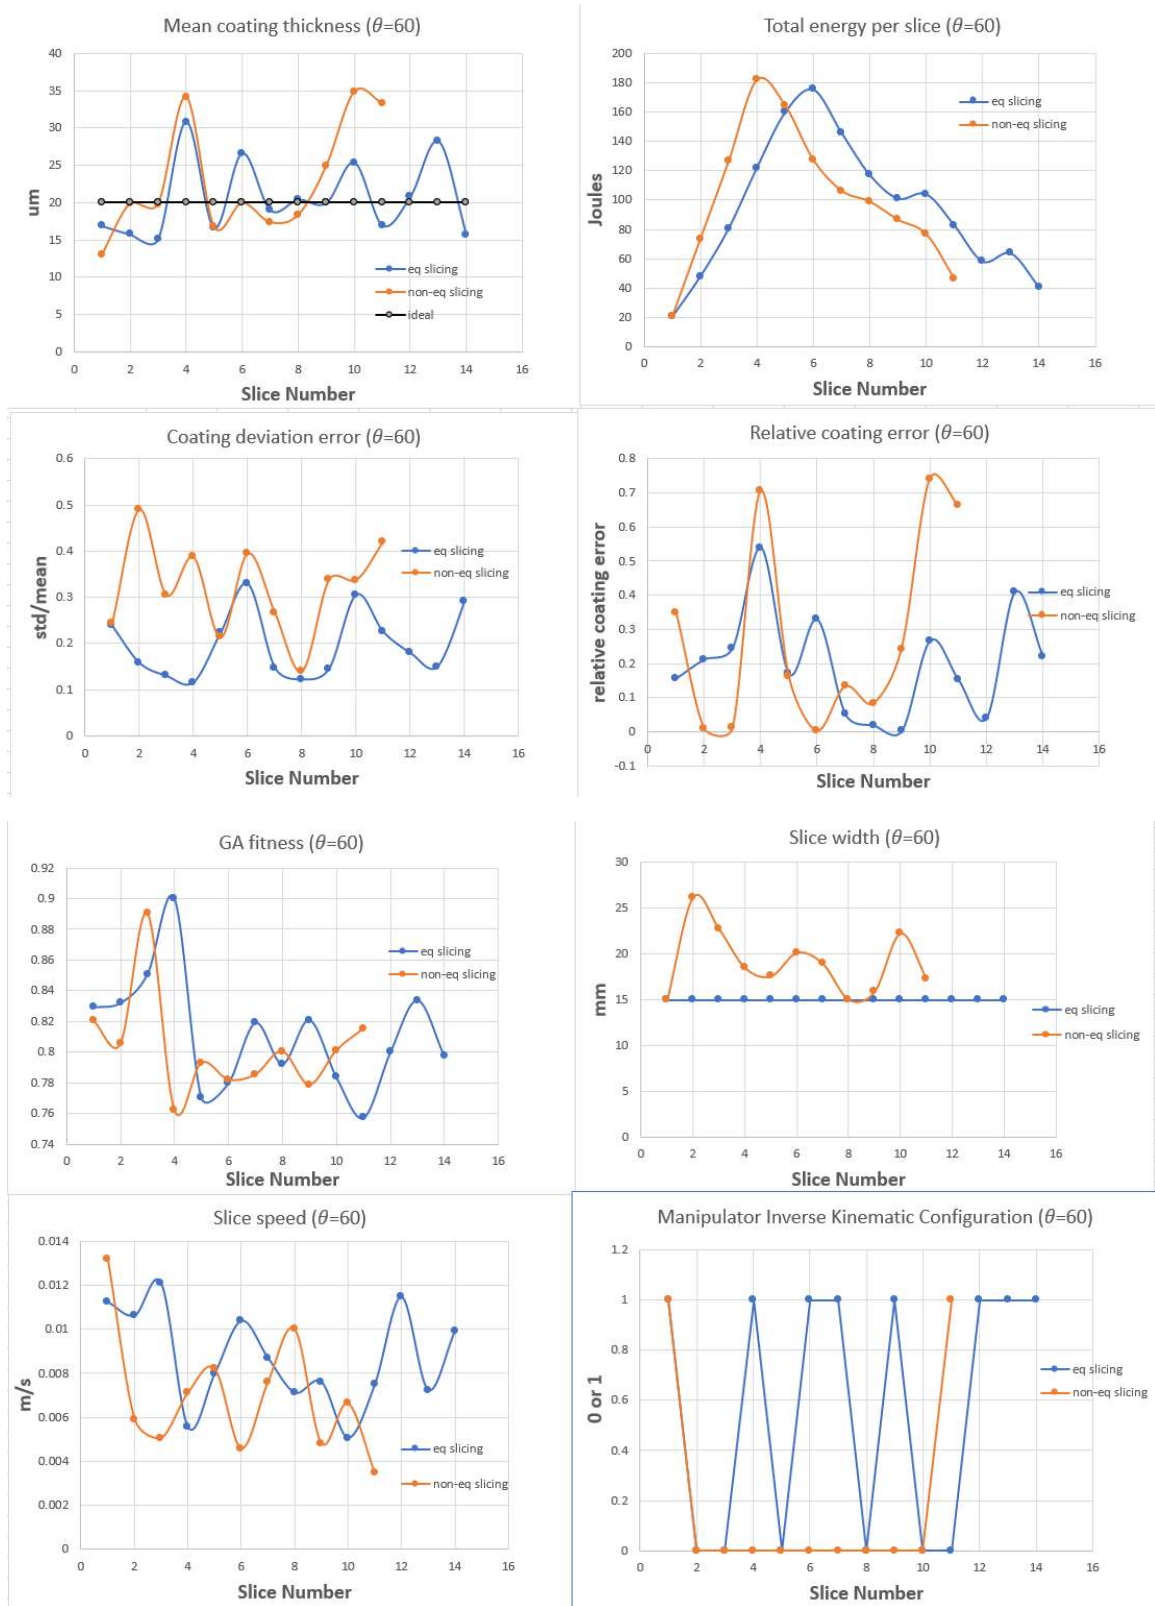 Mean coating thickness (θ=60)
40
35
30
25
20
15
10
5
0
um
eq slicing
non-eq slicing
ideal
0 2 4 6 8 10 12 14 16
Slice Number
Total energy per slice (θ=60)
200
180
160
140
120
100
80
60
40
20
0
Joules
eq slicing
non-eq slicing
0 2 4 6 8 10 12 14 16
Slice Number
Coating deviation error (θ=60)
0.6
0.5
0.4
0.3
0.2
0.1
0
std/mean
eq slicing
non-eq slicing
0 2 4 6 8 10 12 14 16
Slice Number
Relative coating error (θ=60)
0.8
0.7
0.6
0.5
0.4
0.3
0.2
0.1
0
-0.1
relative coating error
eq slicing
non-eq slicing
0 2 4 6 8 10 12 14 16
Slice Number
GA fitness (θ=60)
0.92
0.9
0.88
0.86
0.84
0.82
0.8
0.78
0.76
0.74
eq slicing
non-eq slicing
0 2 4 6 8 10 12 14 16
Slice Number
Slice width (θ=60)
30
25
20
15
10
5
0
mm
eq slicing
non-eq slicing
0 2 4 6 8 10 12 14 16
Slice Number
Slice speed (θ=60)
0.014
0.012
0.01
0.008
0.006
0.004
0.002
0
m/s
eq slicing
non-eq slicing
0 2 4 6 8 10 12 14 16
Slice Number
Manipulator Inverse Kinematic Configuration (θ=60)
1.2
1
0.8
0.6
0.4
0.2
0
0 or 1
eq slicing
non-eq slicing
0 2 4 6 8 10 12 14 16
Slice Number